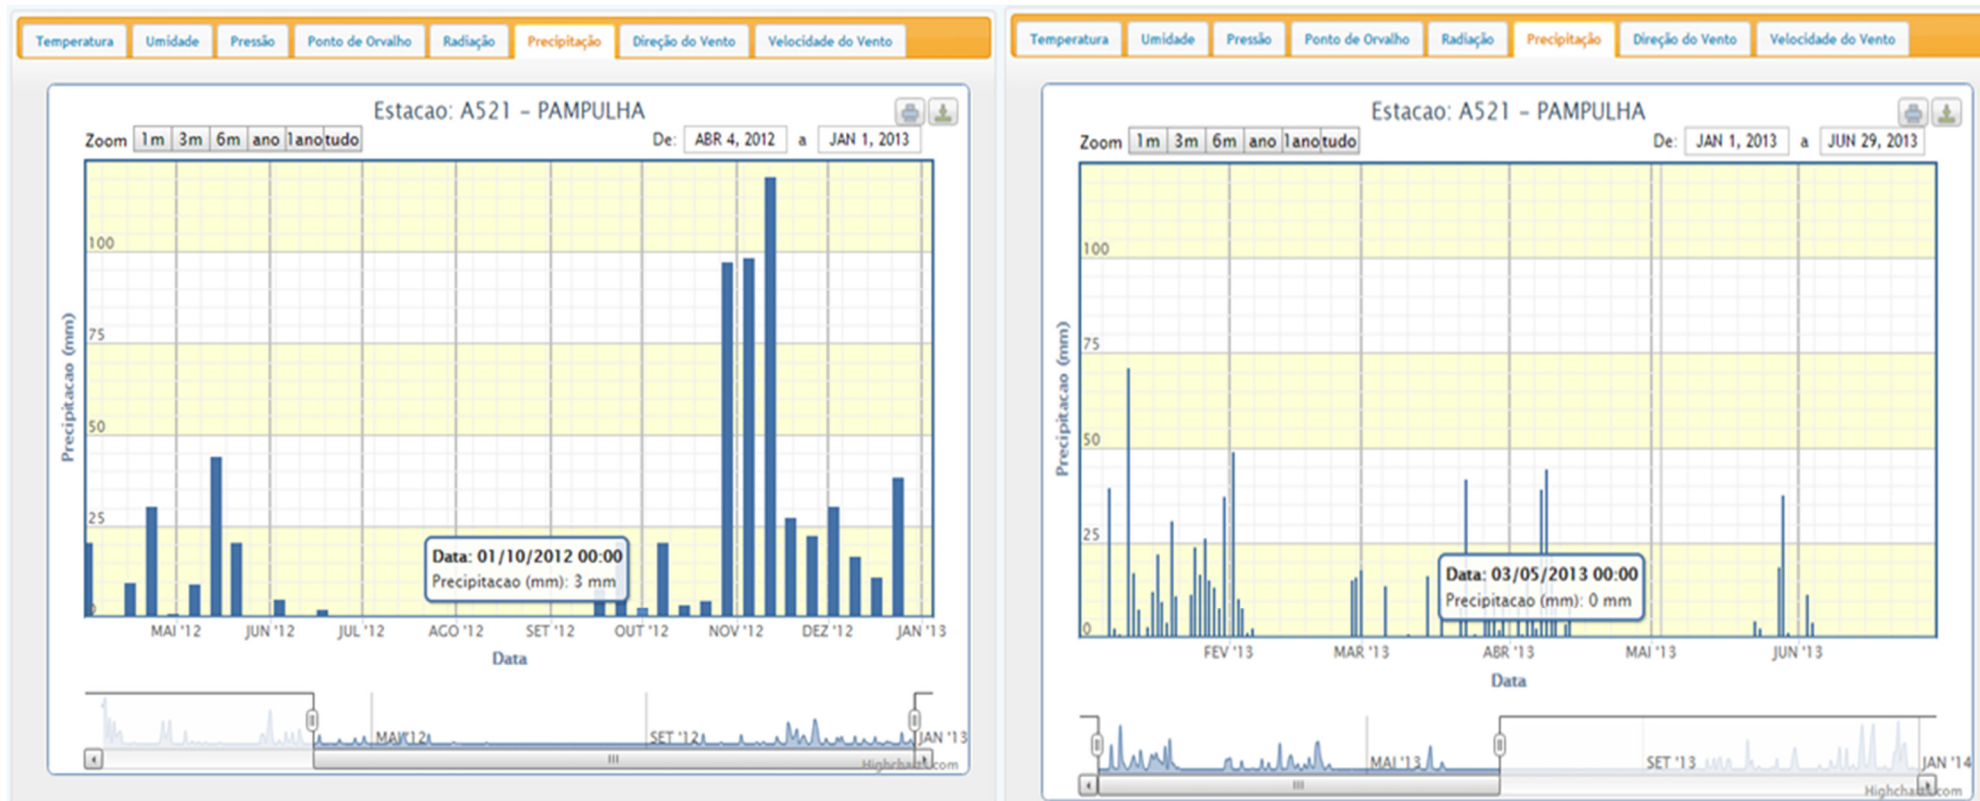 Temperatura Umidade Pressão Ponto de Orvalho Radiação Precipitação Direção do Vento Velocidade do Vento
Estacao: A521 – PAMPULHA
Zoom 1m 3m 6m ano 1ano tudo De: ABR 4, 2012 a JAN 1, 2013
100
75
50
25
0
Precipitacao (mm)
Data: 01/10/2012 00:00
Precipitacao (mm): 3 mm
MAI '12 JUN '12 JUL '12 AGO '12 SET '12 OUT '12 NOV '12 DEZ '12 JAN '13
Data
MAI '12 SET '12 JAN '13
Highcharts.com
Temperatura Umidade Pressão Ponto de Orvalho Radiação Precipitação Direção do Vento Velocidade do Vento
Estacao: A521 – PAMPULHA
Zoom 1m 3m 6m ano 1ano tudo De: JAN 1, 2013 a JUN 29, 2013
100
75
50
25
0
Precipitacao (mm)
Data: 03/05/2013 00:00
Precipitacao (mm): 0 mm
FEV '13 MAR '13 ABR '13 MAI '13 JUN '13
Data
MAI '13 SET '13 JAN '14
Highcharts.com